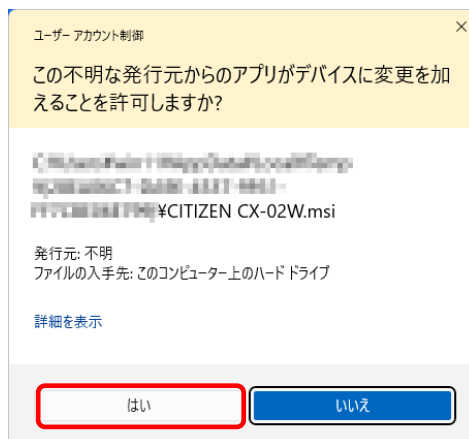 ユーザー アカウント制御
この不明な発行元からのアプリがデバイスに変更を加
えることを許可しますか?
¥CITIZEN CX-02W.msi
発行元: 不明
ファイルの入手先: このコンピューター上のハード ドライブ
詳細を表示
はい
いいえ